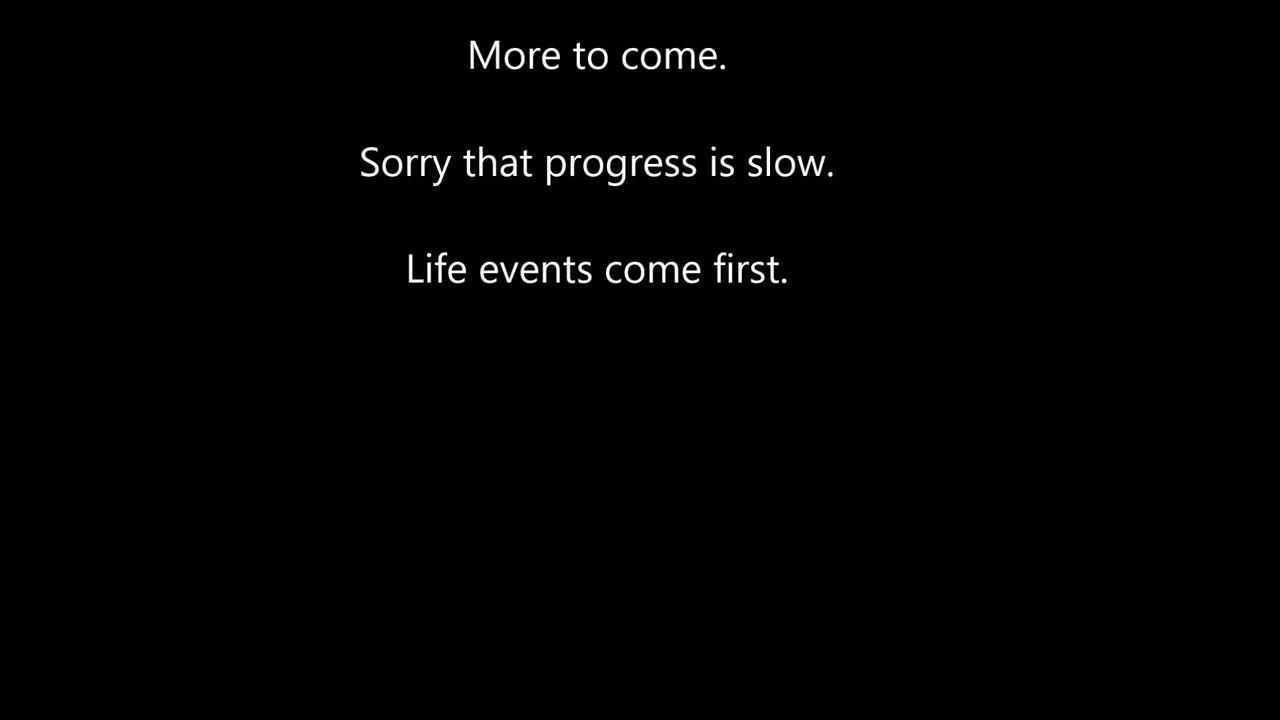 More to come.
Sorry that progress is slow.
Life events come first.